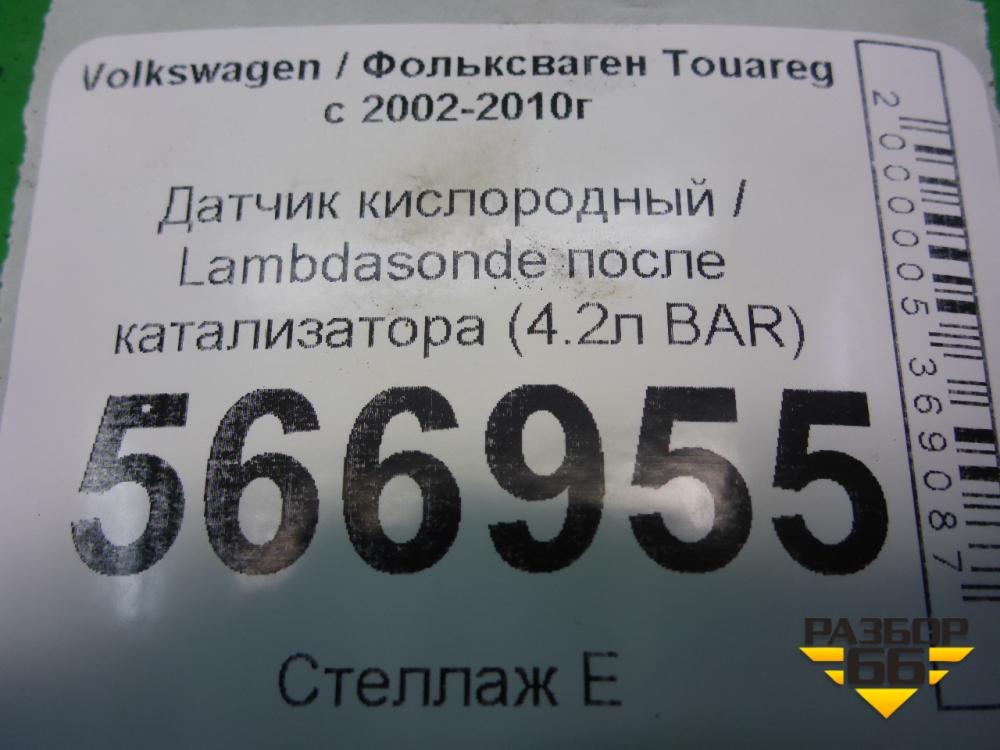 Volkswagen / Фольксваген Touareg
с 2002-2010г
Датчик кислородный /
Lambdasonde после
катализатора (4.2л BAR)
566955
Стеллаж E
2000005369087
РАЗБОР
66